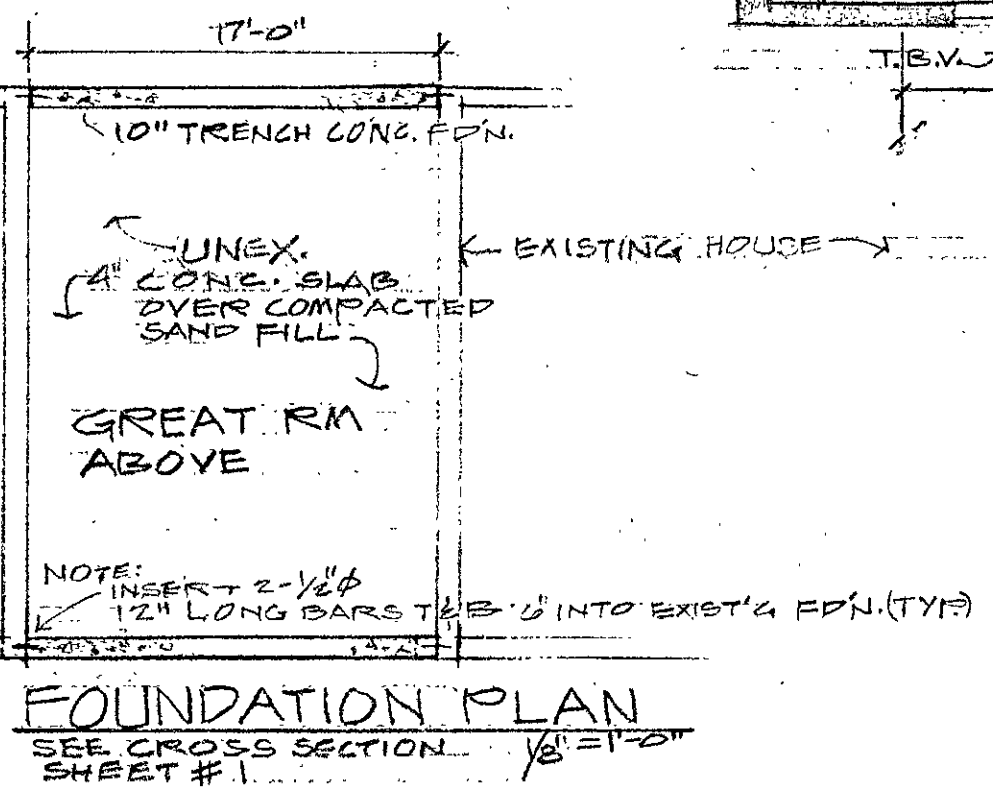 17'-0"
T.B.V.
10" TRENCH CONC. FD'N.
UNEX.
4" CONC. SLAB
OVER COMPACTED
SAND FILL
EXISTING HOUSE
GREAT RM
ABOVE
NOTE:
INSERT 2-1/2"φ
12" LONG BARS T&B 6" INTO EXIST'G FD'N. (TYP)
FOUNDATION PLAN
SEE CROSS SECTION 1/8"=1'-0"
SHEET # 1